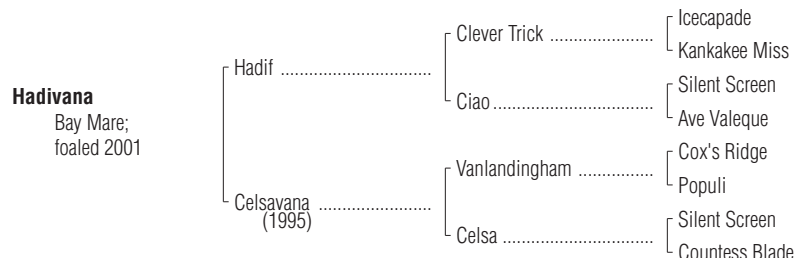 Icecapade
Clever Trick ....................
Kankakee Miss
Hadif .............................
Silent Screen
Ciao ..............................
Ave Valeque
Hadivana
Bay Mare;
foaled 2001
Cox's Ridge
Vanlandingham ...............
Populi
Celsavana .....................
(1995)
Silent Screen
Celsa .............................
Countess Blade